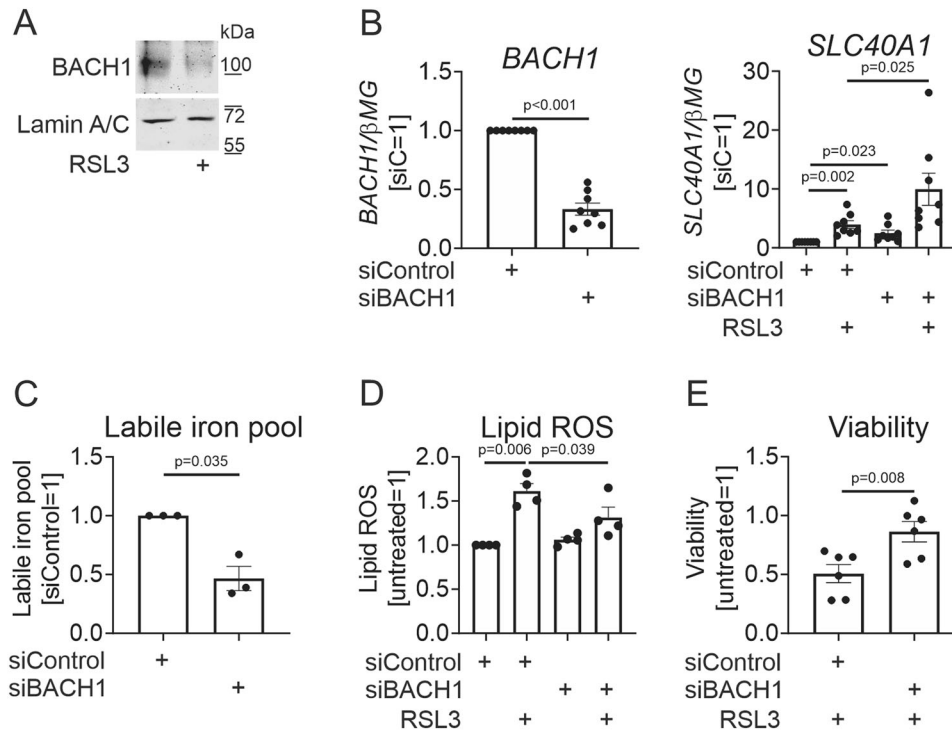 A
kDa
BACH1
100
Lamin A/C
72
55
RSL3 +
B
BACH1
BACH1/βMG
[siC=1]
1.5
1.0
0.5
0.0
p<0.001
siControl +
siBACH1 +
SLC40A1
SLC40A1/βMG
[siC=1]
30
20
10
0
p=0.025
p=0.023
p=0.002
+ +
+ +
RSL3 + +
C
Labile iron pool
Labile iron pool
[siControl=1]
1.5
1.0
0.5
0.0
p=0.035
siControl +
siBACH1 +
D
Lipid ROS
Lipid ROS
[untreated=1]
2.0
1.5
1.0
0.5
0.0
p=0.006
p=0.039
siControl + +
siBACH1 + +
RSL3 + +
E
Viability
Viability
[untreated=1]
1.5
1.0
0.5
0.0
p=0.008
siControl +
siBACH1 +
RSL3 + +